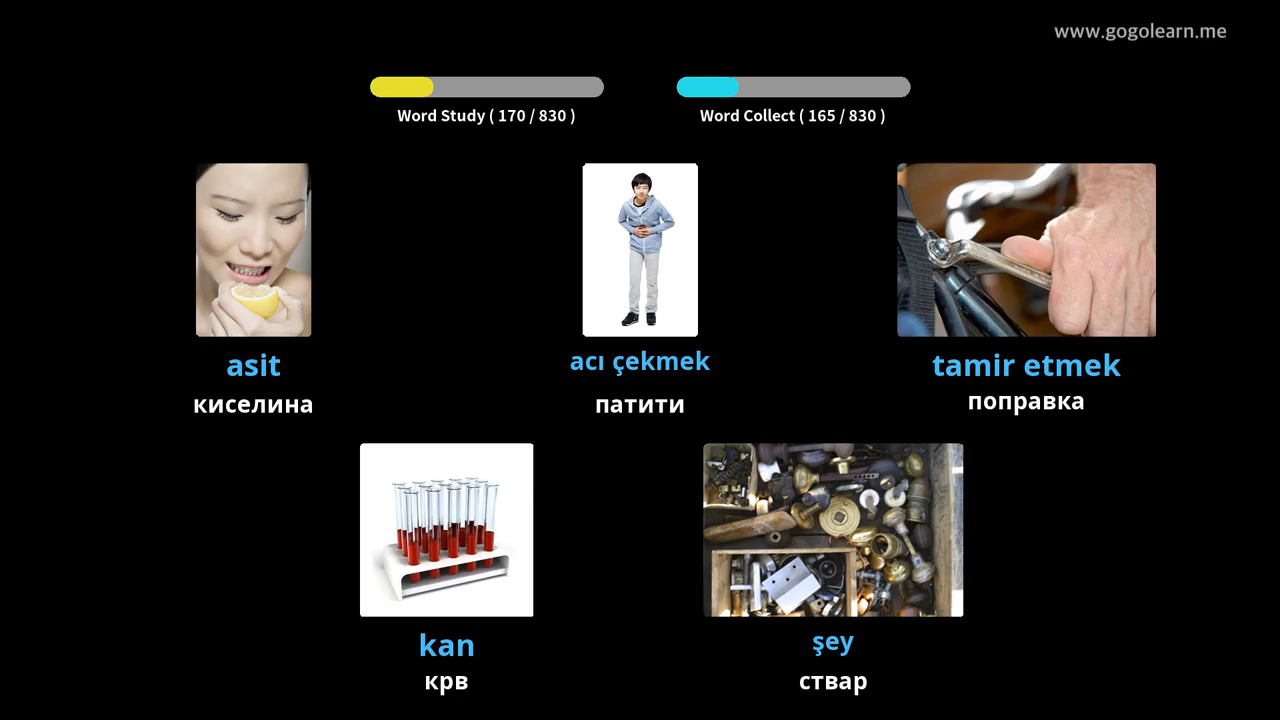 www.gogolearn.me
Word Study ( 170 / 830 )
Word Collect ( 165 / 830 )
asit
киселина
acı çekmek
патити
tamir etmek
поправка
kan
крв
şey
ствар